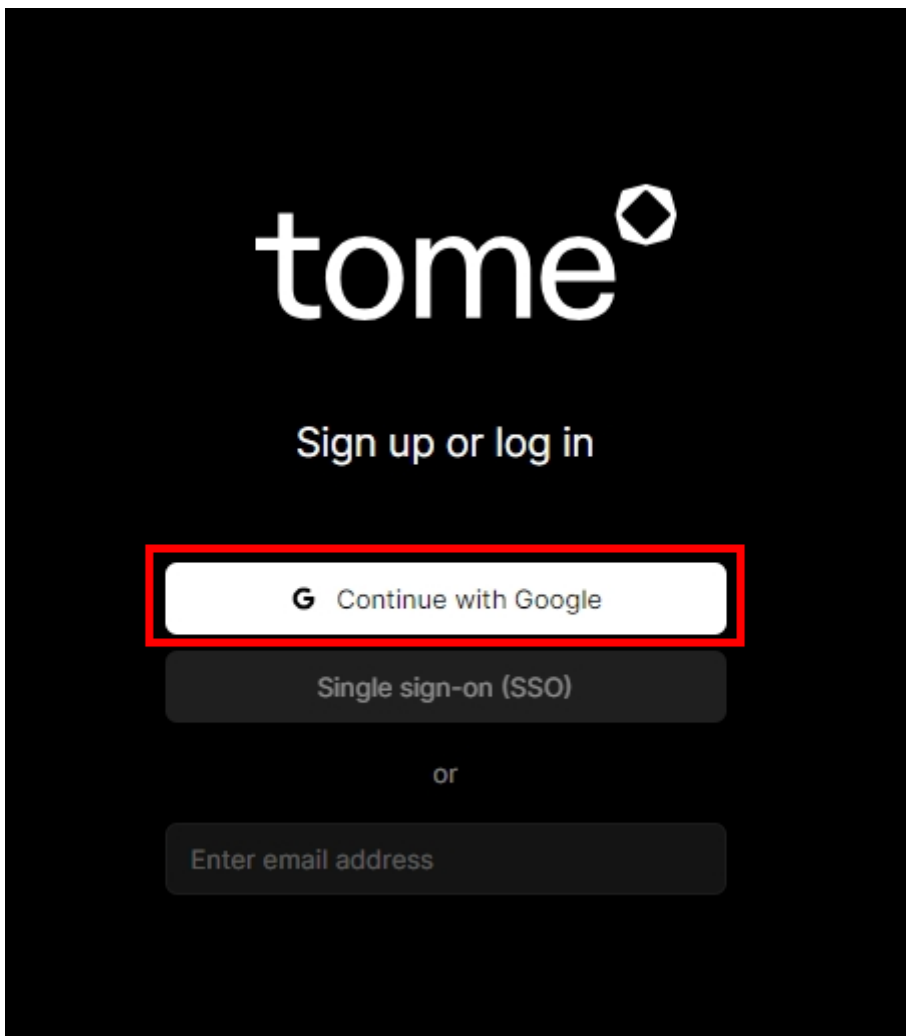 tome
Sign up or log in
G Continue with Google
Single sign-on (SSO)
or
Enter email address